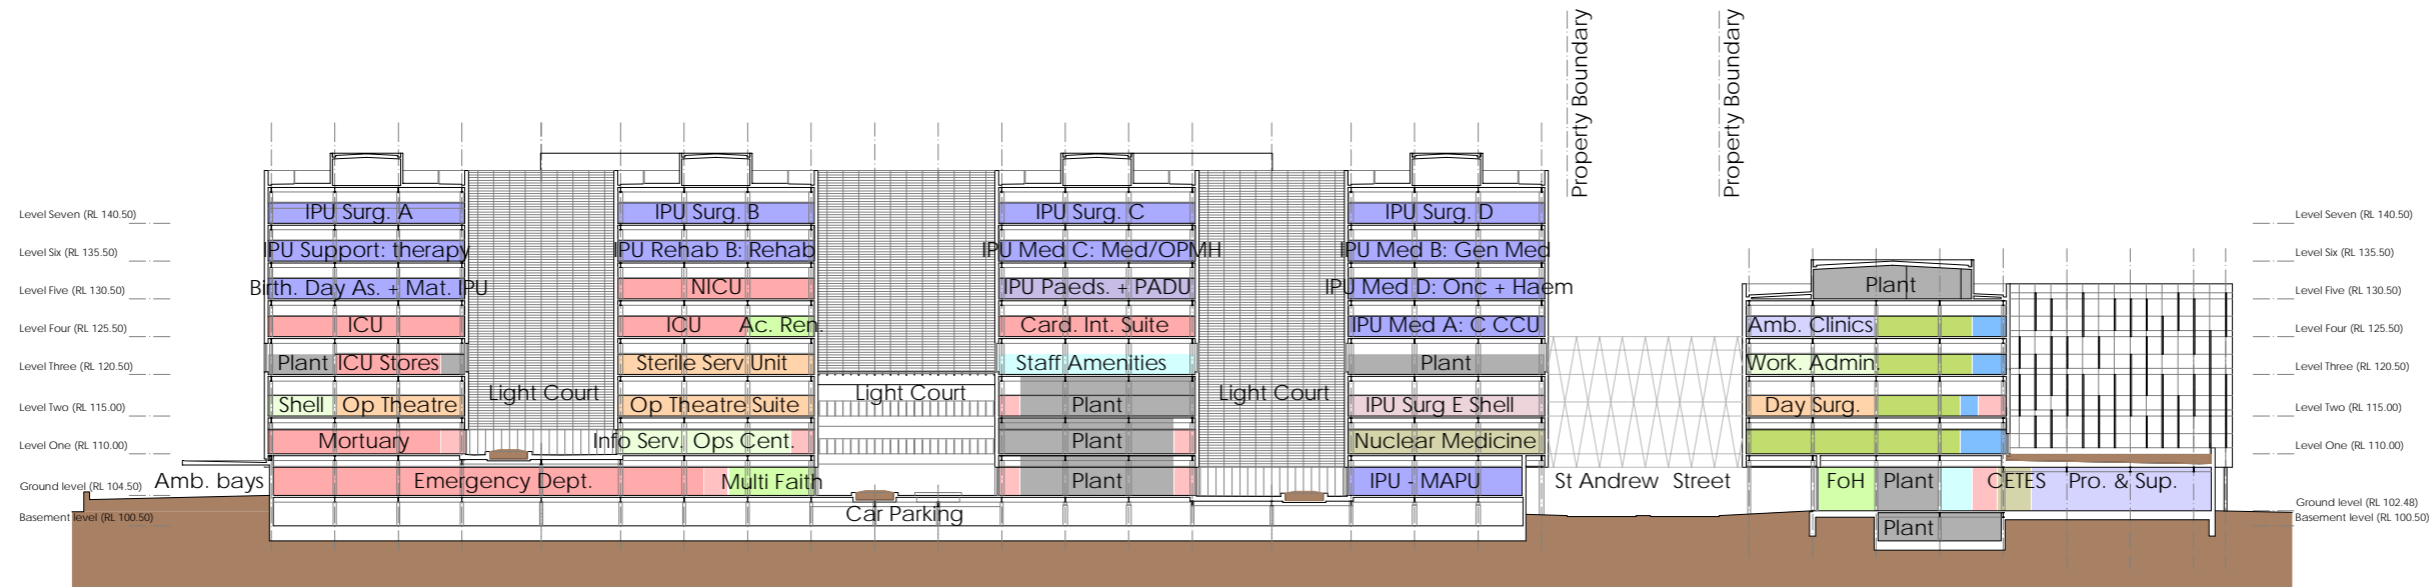 Property Boundary
Property Boundary
Level Seven (RL 140.50)
IPU Surg. A
IPU Surg. B
IPU Surg. C
IPU Surg. D
Level Seven (RL 140.50)
Level Six (RL 135.50)
IPU Support: therapy
IPU Rehab B: Rehab
IPU Med C: Med/OPMH
IPU Med B: Gen Med
Level Six (RL 135.50)
Level Five (RL 130.50)
Birth. Day As. + Mat. IPU
NICU
IPU Paeds. + PADU
IPU Med D: Onc + Haem
Plant
Level Five (RL 130.50)
Level Four (RL 125.50)
ICU
ICU
Ac. Ren.
Card. Int. Suite
IPU Med A: C CCU
Amb. Clinics
Level Four (RL 125.50)
Level Three (RL 120.50)
Plant
ICU Stores
Sterile Serv Unit
Staff Amenities
Plant
Work. Admin.
Level Three (RL 120.50)
Light Court
Light Court
Light Court
Level Two (RL 115.00)
Shell
Op Theatre
Op Theatre Suite
Plant
IPU Surg E Shell
Day Surg.
Level Two (RL 115.00)
Level One (RL 110.00)
Mortuary
Info Serv. Ops Cent.
Plant
Nuclear Medicine
Level One (RL 110.00)
Ground level (RL 104.50)
Amb. bays
Emergency Dept.
Multi Faith
Plant
IPU - MAPU
St Andrew Street
FoH
Plant
CETES
Pro. & Sup.
Ground level (RL 102.48)
Basement level (RL 100.50)
Car Parking
Plant
Basement level (RL 100.50)